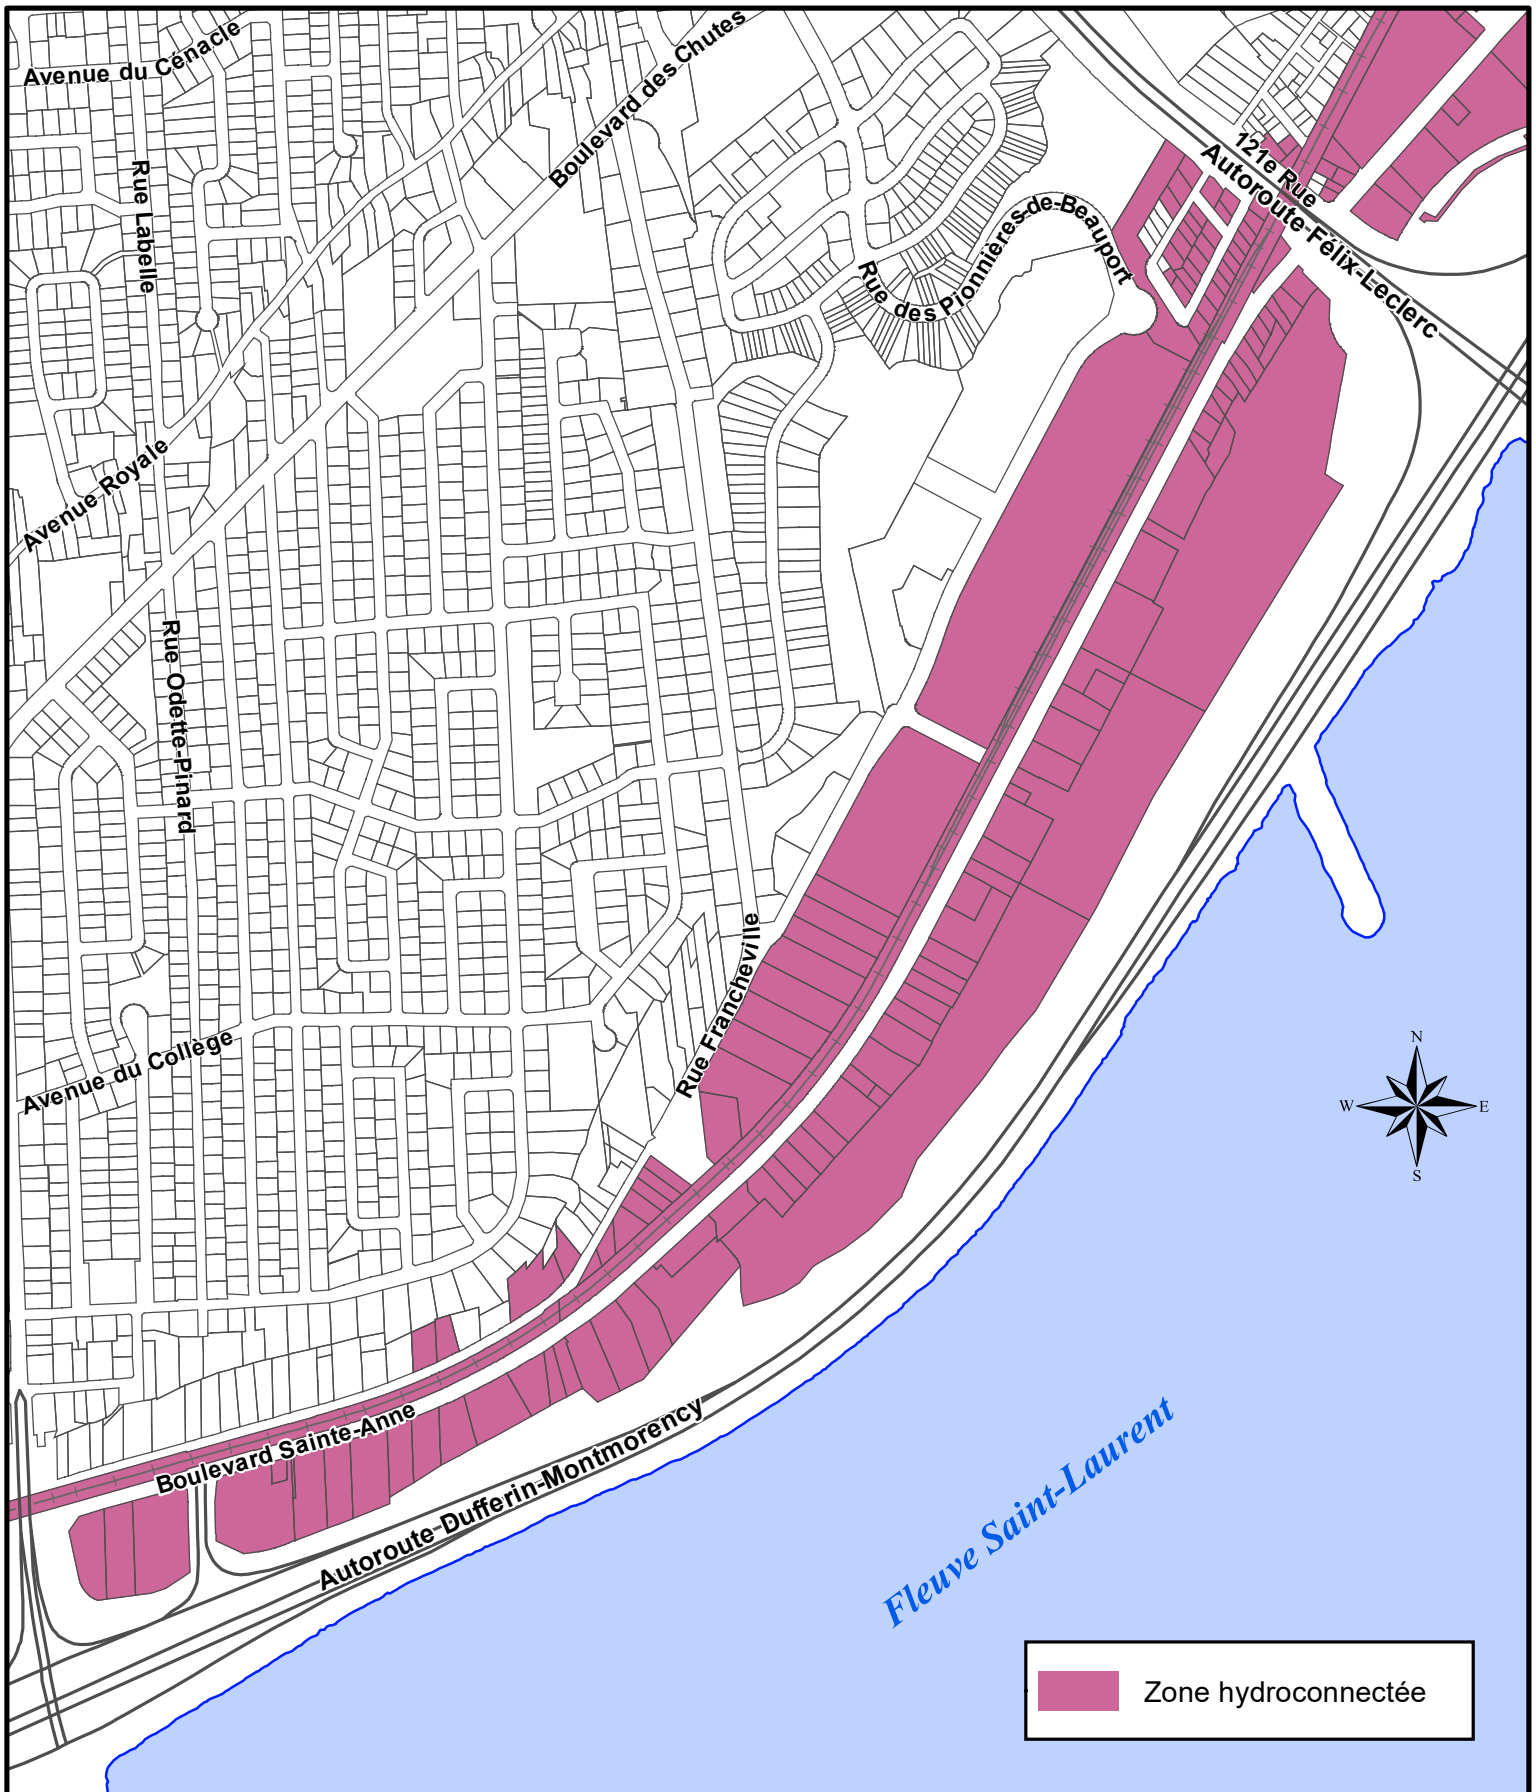 Avenue du Cénacle
Boulevard des Chutes
121e Rue
Autoroute Félix-Leclerc
Rue Labelle
Rue des Pionnières-de-Beauport
Avenue Royale
Rue Odette-Pinard
Rue Francheville
Avenue du Collège
N
W
E
S
Boulevard Sainte-Anne
Autoroute Dufferin-Montmorency
Fleuve Saint-Laurent
Zone hydroconnectée